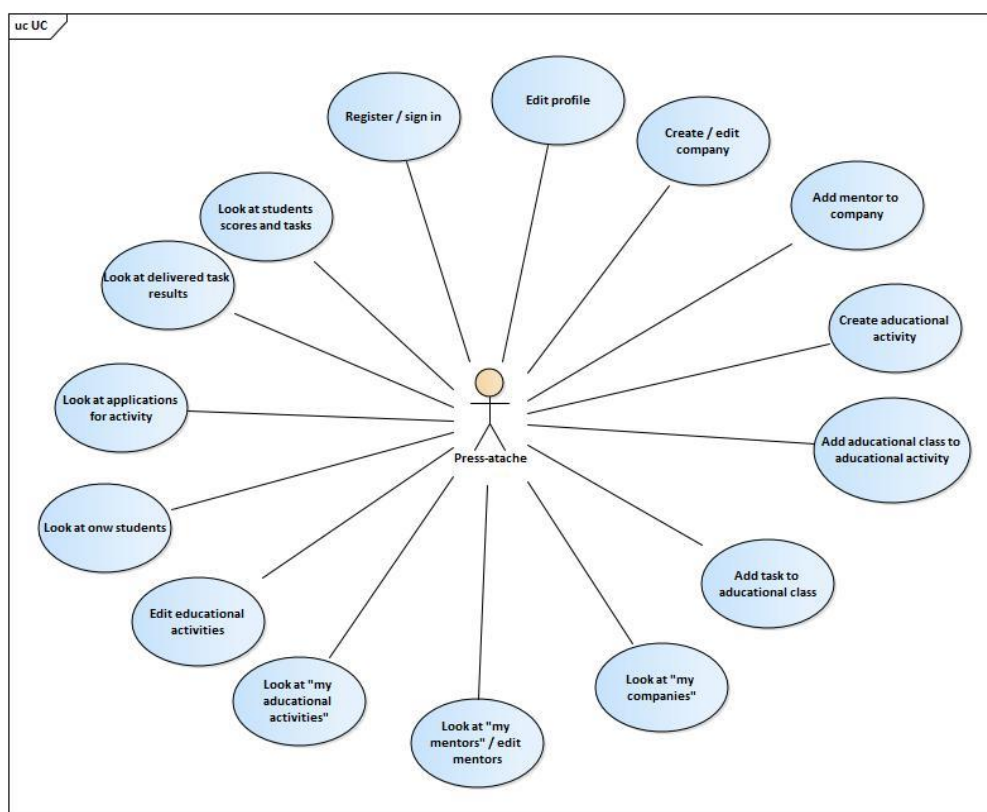 uc UC
Edit profile
Register / sign in
Create / edit
company
Look at students
scores and tasks
Add mentor to
company
Look at delivered task
results
Create aducational
activity
Look at applications
for activity
Add aducational class to
aducational activity
Press-atache
Look at onw students
Add task to
aducational class
Edit educational
activities
Look at "my
companies"
Look at "my
aducational
activities"
Look at "my
mentors" / edit
mentors